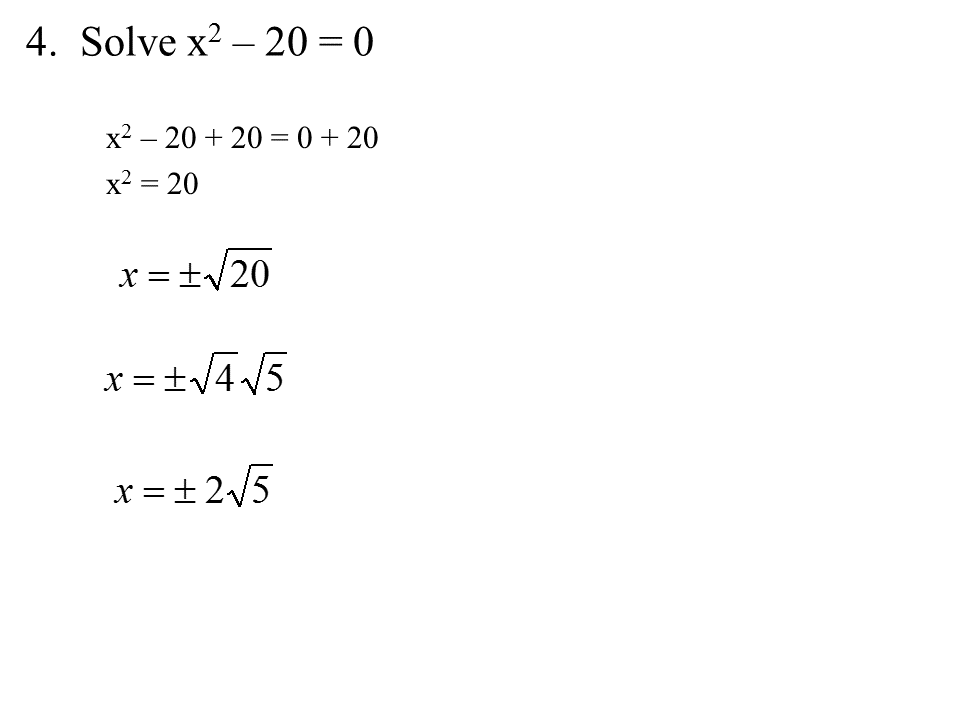 4. Solve x² – 20 = 0
x² – 20 + 20 = 0 + 20
x² = 20
x = ±√20
x = ±√4√5
x = ± 2√5